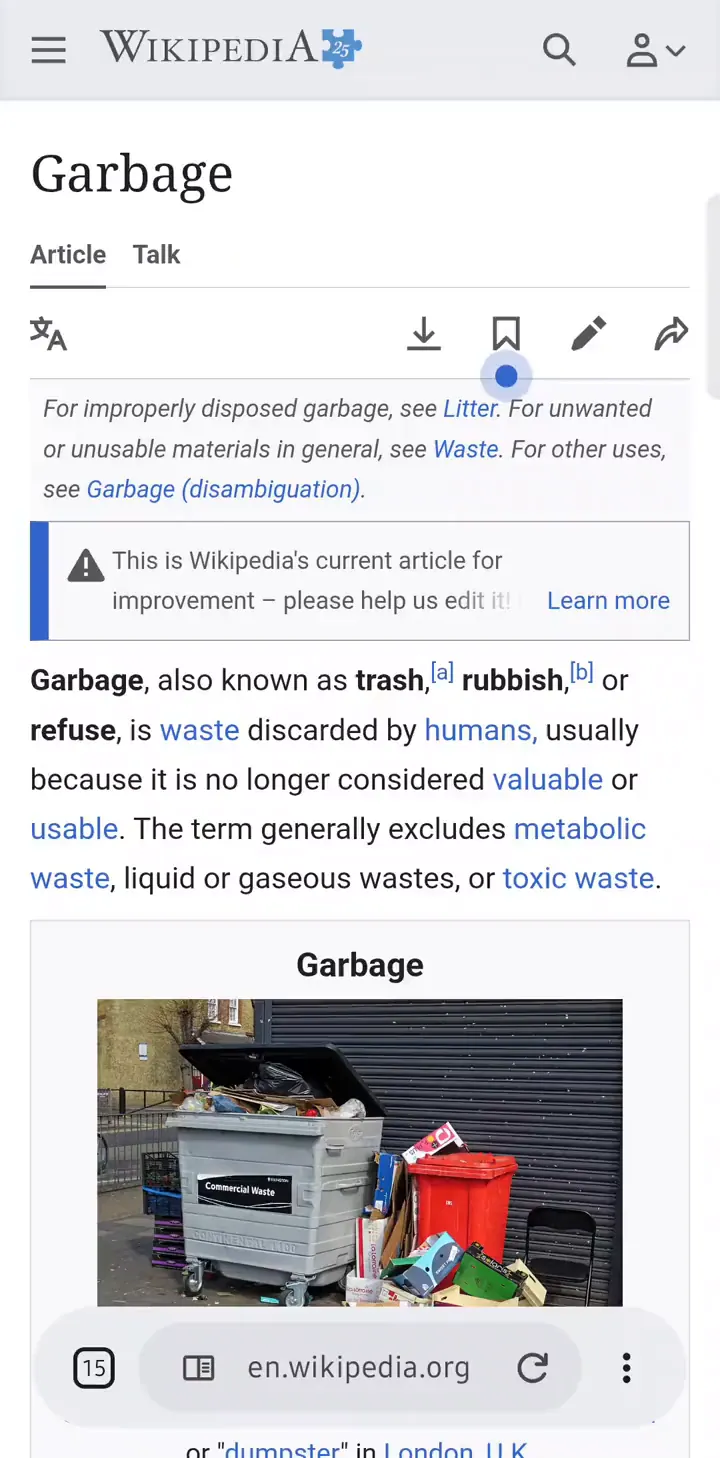 WIKIPEDIA 25
Garbage
Article Talk
For improperly disposed garbage, see Litter. For unwanted
or unusable materials in general, see Waste. For other uses,
see Garbage (disambiguation).
This is Wikipedia's current article for
improvement – please help us edit it! Learn more
Garbage, also known as trash,[a] rubbish,[b] or
refuse, is waste discarded by humans, usually
because it is no longer considered valuable or
usable. The term generally excludes metabolic
waste, liquid or gaseous wastes, or toxic waste.
Garbage
Commercial Waste
CONTINENTAL 1100
15 en.wikipedia.org
or "dumpster" in London, U.K.